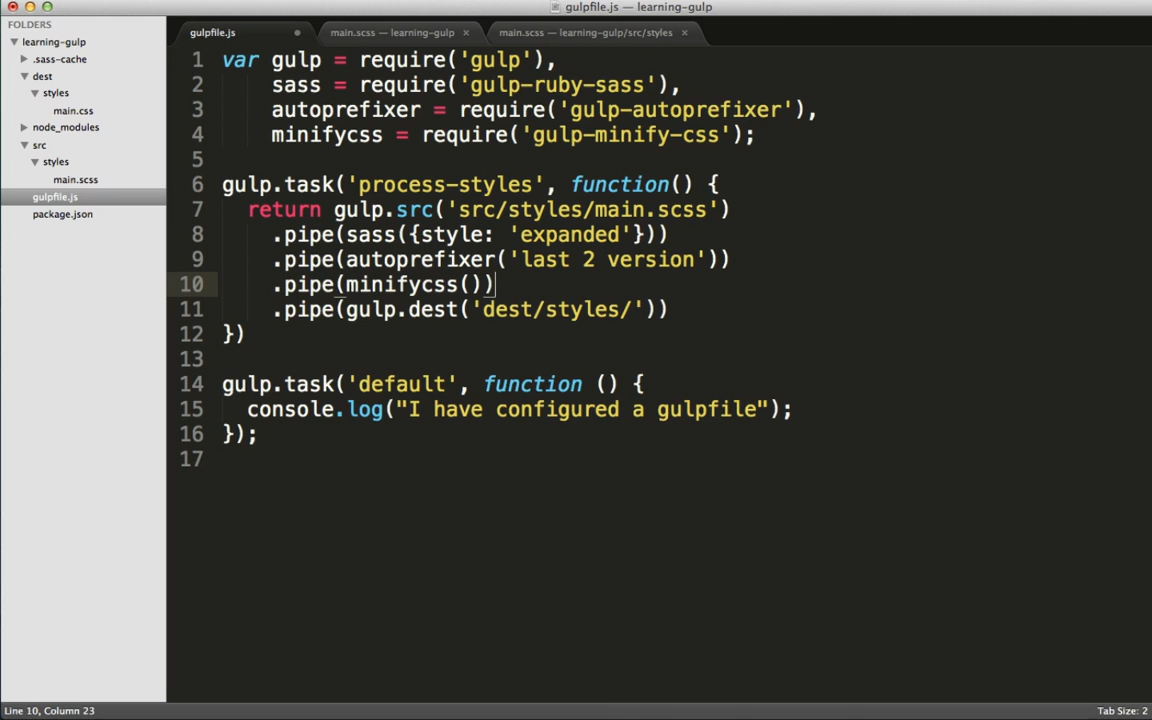 gulpfile.js — learning-gulp
FOLDERS
learning-gulp
.sass-cache
dest
styles
main.css
node_modules
src
styles
main.scss
gulpfile.js
package.json
gulpfile.js
main.scss — learning-gulp ×
main.scss — learning-gulp/src/styles ×
1 var gulp = require('gulp'),
2 sass = require('gulp-ruby-sass'),
3 autoprefixer = require('gulp-autoprefixer'),
4 minifycss = require('gulp-minify-css');
5
6 gulp.task('process-styles', function() {
7 return gulp.src('src/styles/main.scss')
8 .pipe(sass({style: 'expanded'}))
9 .pipe(autoprefixer('last 2 version'))
10 .pipe(minifycss())
11 .pipe(gulp.dest('dest/styles/'))
12 })
13
14 gulp.task('default', function () {
15 console.log("I have configured a gulpfile");
16 });
17
Line 10, Column 23
Tab Size: 2